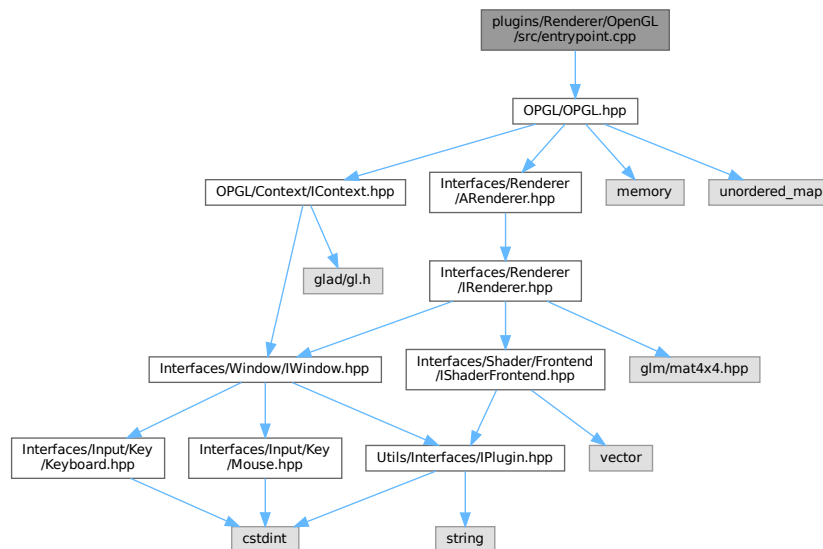 plugins/Renderer/OpenGL
/src/entrypoint.cpp
OPGL/OPGL.hpp
OPGL/Context/IContext.hpp
Interfaces/Renderer
/ARenderer.hpp
memory
unordered_map
glad/gl.h
Interfaces/Renderer
/IRenderer.hpp
Interfaces/Window/IWindow.hpp
Interfaces/Shader/Frontend
/IShaderFrontend.hpp
glm/mat4x4.hpp
Interfaces/Input/Key
/Keyboard.hpp
Interfaces/Input/Key
/Mouse.hpp
Utils/Interfaces/IPlugin.hpp
vector
cstdint
string